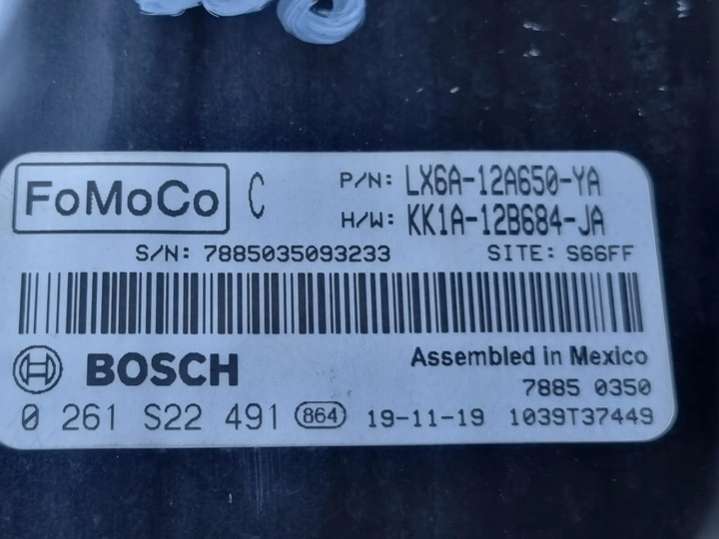 FoMoCo C P/N: LX6A-12A650-YA
H/W: KK1A-12B684-JA
S/N: 7885035093233 SITE: S66FF
BOSCH Assembled in Mexico
7885 0350
0 261 S22 491 864 19-11-19 1039T37449